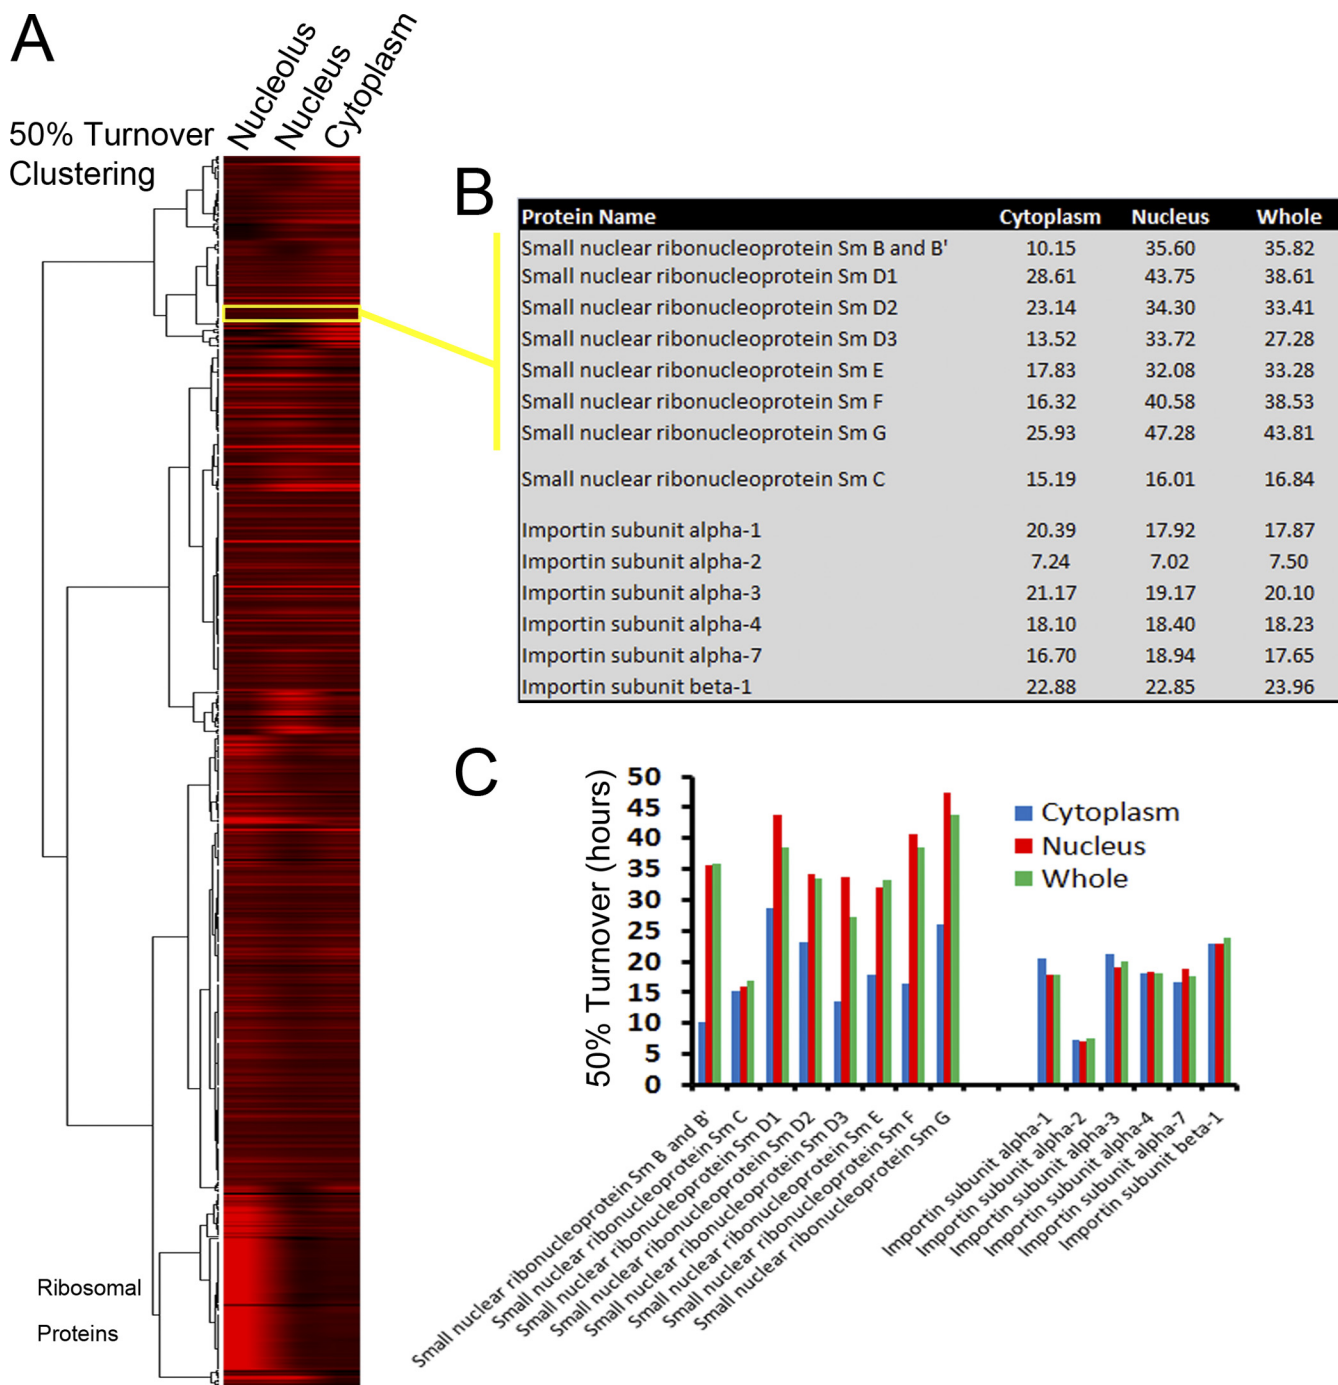 A
Nucleolus
Nucleus
Cytoplasm
50% Turnover
Clustering
Ribosomal
Proteins
B
Protein Name Cytoplasm Nucleus Whole
Small nuclear ribonucleoprotein Sm B and B' 10.15 35.60 35.82
Small nuclear ribonucleoprotein Sm D1 28.61 43.75 38.61
Small nuclear ribonucleoprotein Sm D2 23.14 34.30 33.41
Small nuclear ribonucleoprotein Sm D3 13.52 33.72 27.28
Small nuclear ribonucleoprotein Sm E 17.83 32.08 33.28
Small nuclear ribonucleoprotein Sm F 16.32 40.58 38.53
Small nuclear ribonucleoprotein Sm G 25.93 47.28 43.81
Small nuclear ribonucleoprotein Sm C 15.19 16.01 16.84
Importin subunit alpha-1 20.39 17.92 17.87
Importin subunit alpha-2 7.24 7.02 7.50
Importin subunit alpha-3 21.17 19.17 20.10
Importin subunit alpha-4 18.10 18.40 18.23
Importin subunit alpha-7 16.70 18.94 17.65
Importin subunit beta-1 22.88 22.85 23.96
C
50% Turnover (hours)
50
45
40
35
30
25
20
15
10
5
0
Cytoplasm
Nucleus
Whole
Small nuclear ribonucleoprotein Sm B and B'
Small nuclear ribonucleoprotein Sm C
Small nuclear ribonucleoprotein Sm D1
Small nuclear ribonucleoprotein Sm D2
Small nuclear ribonucleoprotein Sm D3
Small nuclear ribonucleoprotein Sm E
Small nuclear ribonucleoprotein Sm F
Small nuclear ribonucleoprotein Sm G
Importin subunit alpha-1
Importin subunit alpha-2
Importin subunit alpha-3
Importin subunit alpha-4
Importin subunit alpha-7
Importin subunit beta-1